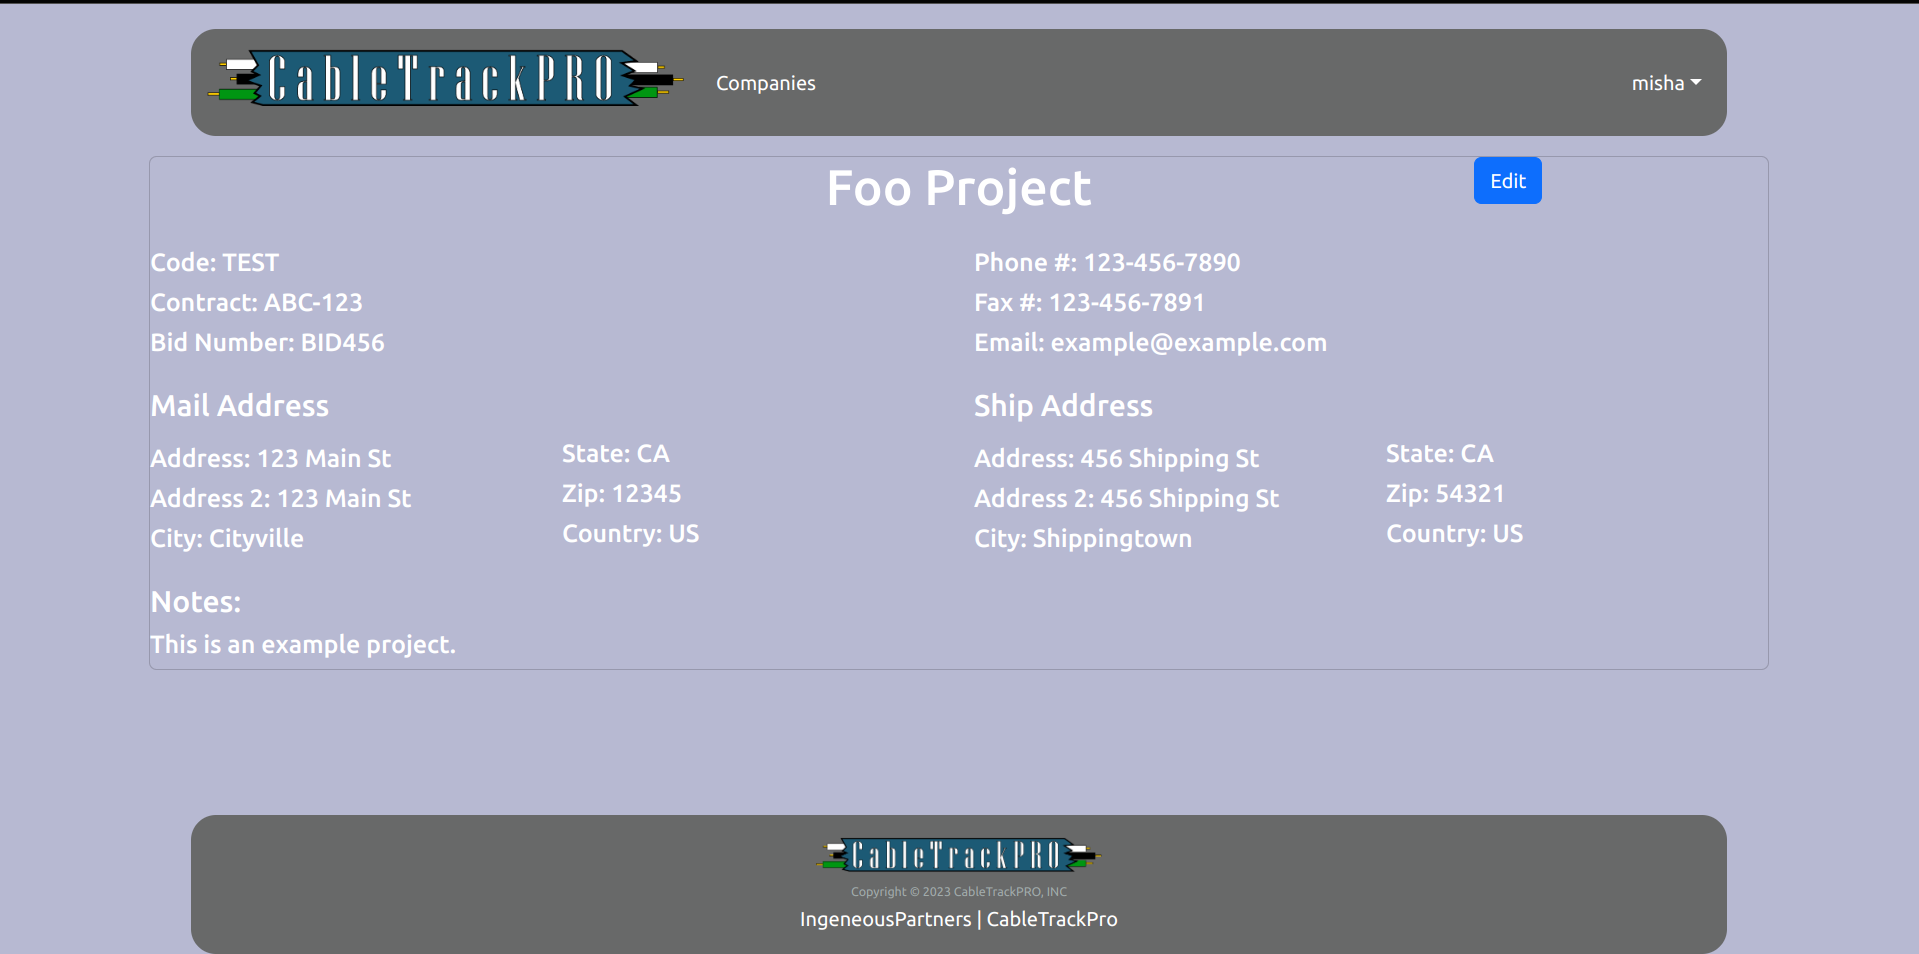 CableTrackPRO
Companies
misha
Foo Project
Edit
Code: TEST
Contract: ABC-123
Bid Number: BID456
Phone #: 123-456-7890
Fax #: 123-456-7891
Email: example@example.com
Mail Address
Address: 123 Main St
Address 2: 123 Main St
City: Cityville
State: CA
Zip: 12345
Country: US
Ship Address
Address: 456 Shipping St
Address 2: 456 Shipping St
City: Shippingtown
State: CA
Zip: 54321
Country: US
Notes:
This is an example project.
CableTrackPRO
Copyright © 2023 CableTrackPRO, INC
IngeneousPartners | CableTrackPro